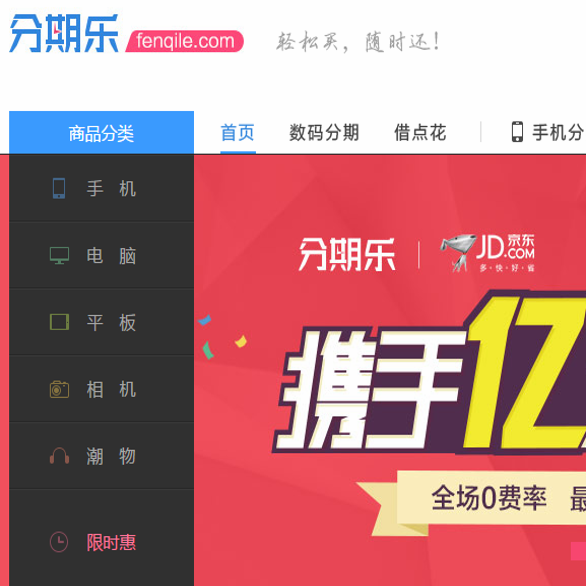 分期乐
fenqile.com
轻松买，随时还！
商品分类
首页 数码分期 借点花 手机分
手 机
电 脑
平 板
相 机
潮 物
限时惠
分期乐
JD京东
.COM
多·快·好·省
携手亿
全场0费率 最